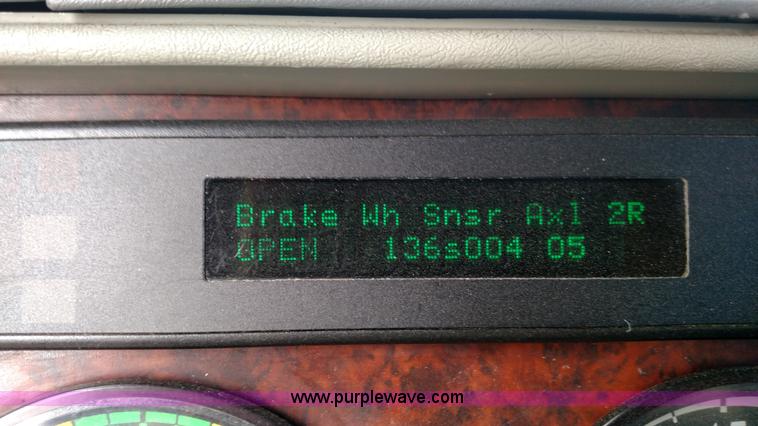 Brake Wh Snsr Axl 2R
OPEN 136s004 05
www.purplewave.com